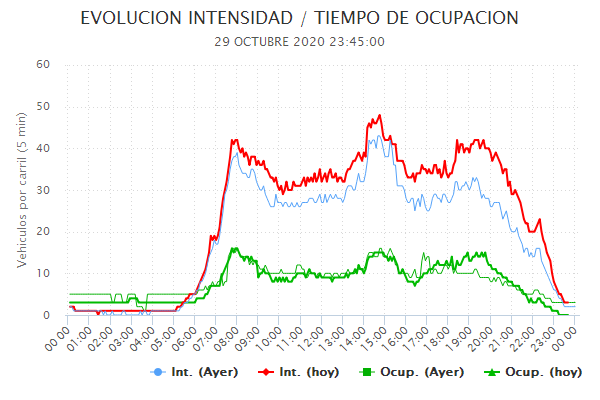 EVOLUCION INTENSIDAD / TIEMPO DE OCUPACION
29 OCTUBRE 2020 23:45:00
Vehiculos por carril (5 min)
60
50
40
30
20
10
0
00:00 01:00 02:00 03:00 04:00 05:00 06:00 07:00 08:00 09:00 10:00 11:00 12:00 13:00 14:00 15:00 16:00 17:00 18:00 19:00 20:00 21:00 22:00 23:00 00:00
Int. (Ayer) Int. (hoy) Ocup. (Ayer) Ocup. (hoy)